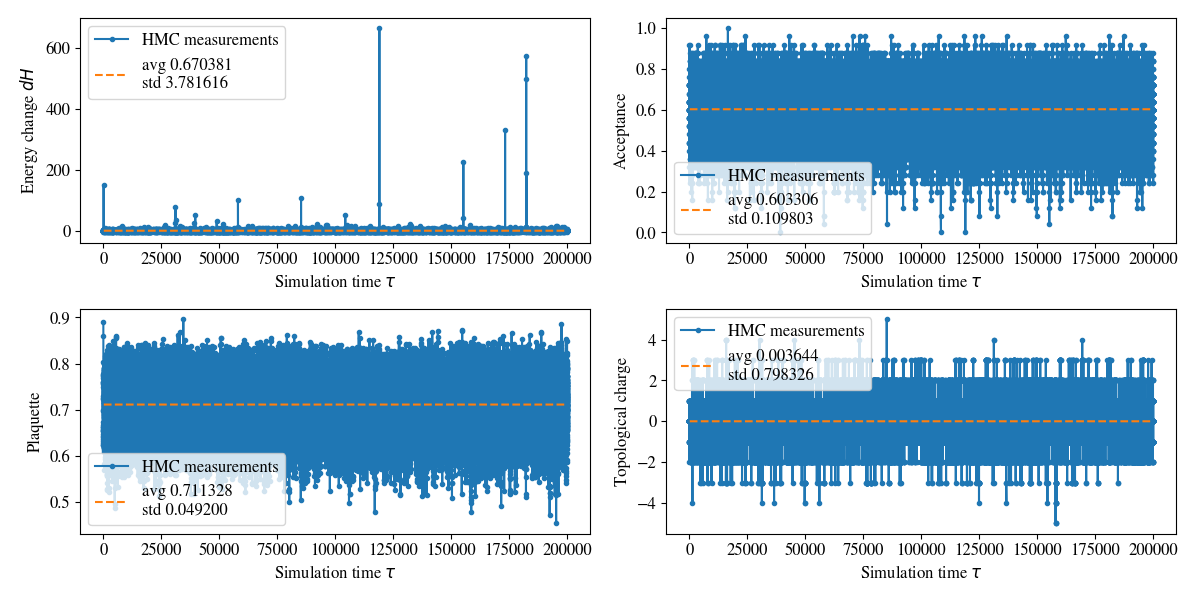 600
400
200
0
Energy change dH
HMC measurements
avg 0.670381
std 3.781616
0 25000 50000 75000 100000 125000 150000 175000 200000
Simulation time τ
1.0
0.8
0.6
0.4
0.2
0.0
Acceptance
HMC measurements
avg 0.603306
std 0.109803
0 25000 50000 75000 100000 125000 150000 175000 200000
Simulation time τ
0.9
0.8
0.7
0.6
0.5
Plaquette
HMC measurements
avg 0.711328
std 0.049200
0 25000 50000 75000 100000 125000 150000 175000 200000
Simulation time τ
4
2
0
−2
−4
Topological charge
HMC measurements
avg 0.003644
std 0.798326
0 25000 50000 75000 100000 125000 150000 175000 200000
Simulation time τ